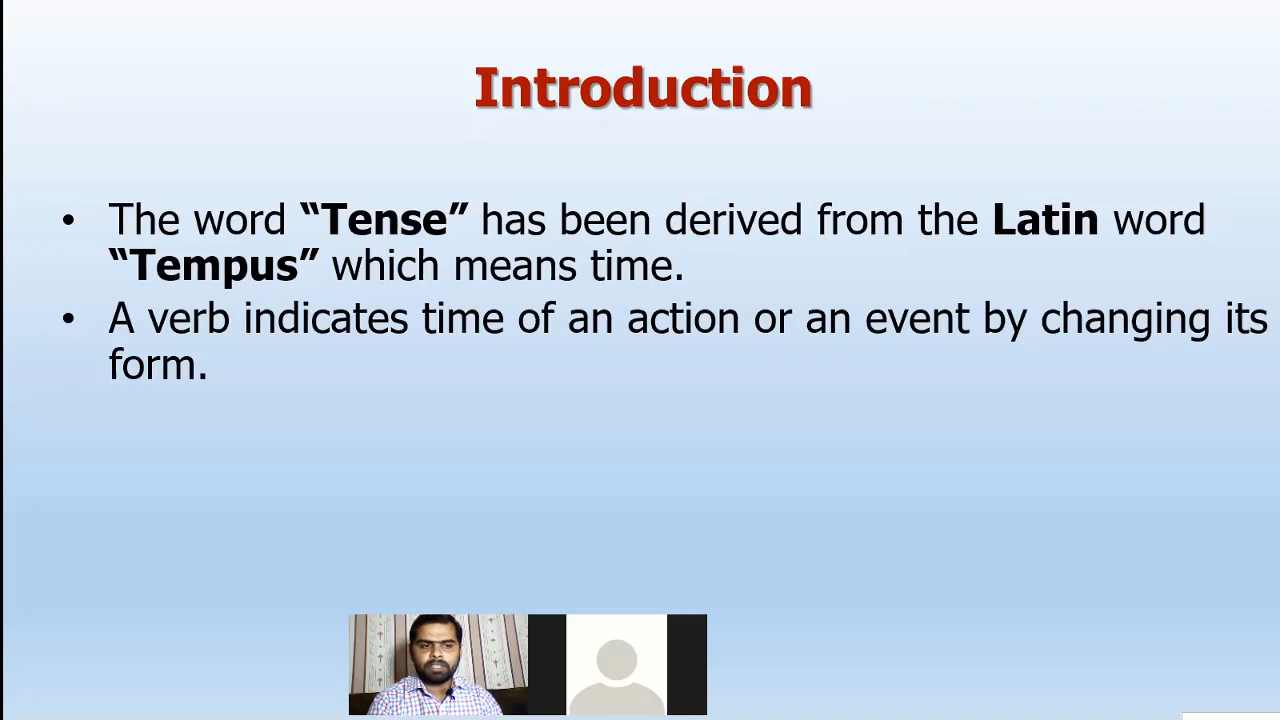 Introduction
• The word “Tense” has been derived from the Latin word
“Tempus” which means time.
• A verb indicates time of an action or an event by changing its
form.